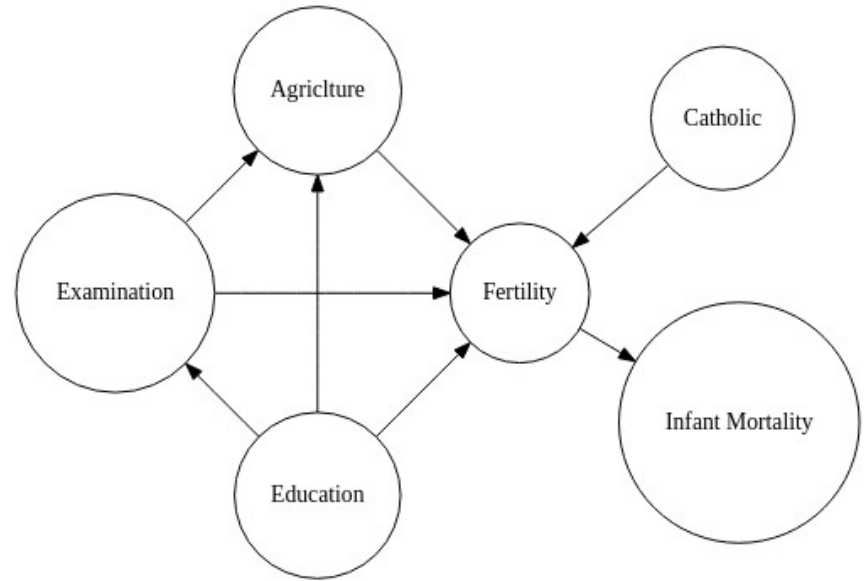 Agriclture
Catholic
Examination
Fertility
Infant Mortality
Education